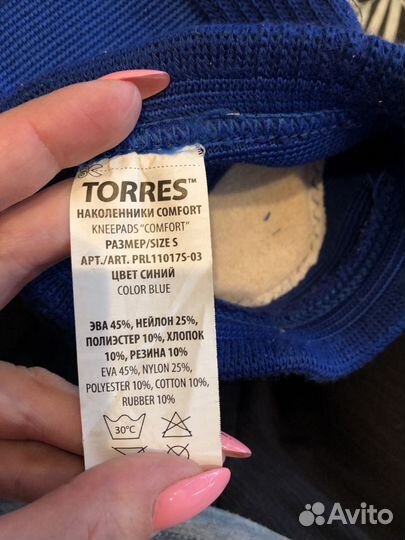 TORRES™
НАКОЛЕННИКИ COMFORT
KNEEPADS "COMFORT"
РАЗМЕР/SIZE S
АРТ./ART. PRL11017S-03
ЦВЕТ СИНИЙ
COLOR BLUE
ЭВА 45%, НЕЙЛОН 25%,
ПОЛИЭСТЕР 10%, ХЛОПОК
10%, РЕЗИНА 10%
EVA 45%, NYLON 25%,
POLYESTER 10%, COTTON 10%,
RUBBER 10%
30°C
Avito